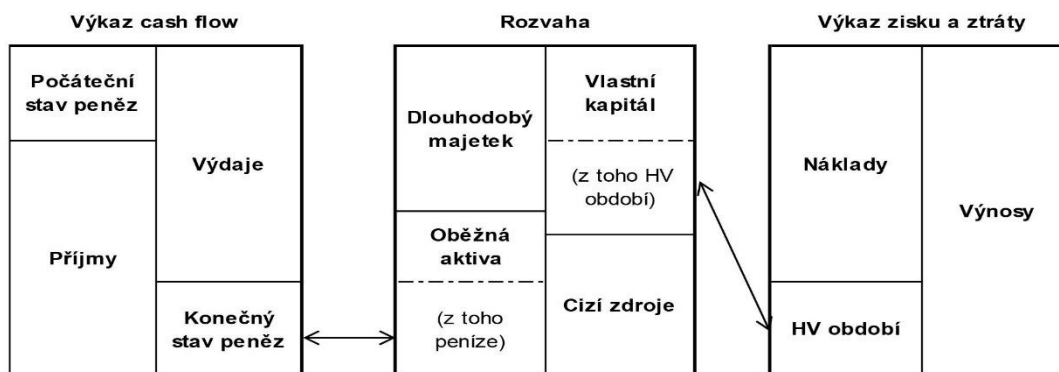 Výkaz cash flow
Rozvaha
Výkaz zisku a ztráty
Počáteční
stav peněz
Výdaje
Příjmy
Konečný
stav peněz
Dlouhodobý
majetek
Vlastní
kapitál
(z toho HV
období)
Oběžná
aktiva
(z toho
peníze)
Cizí zdroje
Náklady
Výnosy
HV období